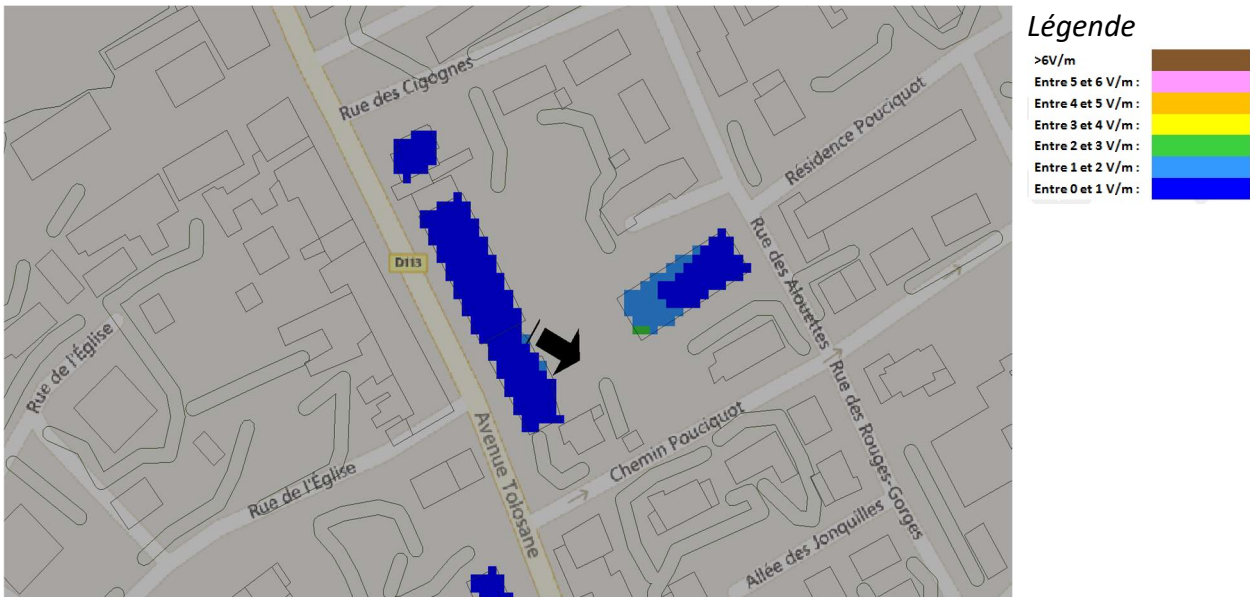 Légende
>6V/m
Entre 5 et 6 V/m :
Entre 4 et 5 V/m :
Entre 3 et 4 V/m :
Entre 2 et 3 V/m :
Entre 1 et 2 V/m :
Entre 0 et 1 V/m :
Rue des Cigognes
Résidence Pouciquot
D113
Rue des Alouettes
Rue de l'Église
Rue des Rouges-Gorges
Chemin Pouciquot
Avenue Tolosane
Rue de l'Église
Allée des Jonquilles